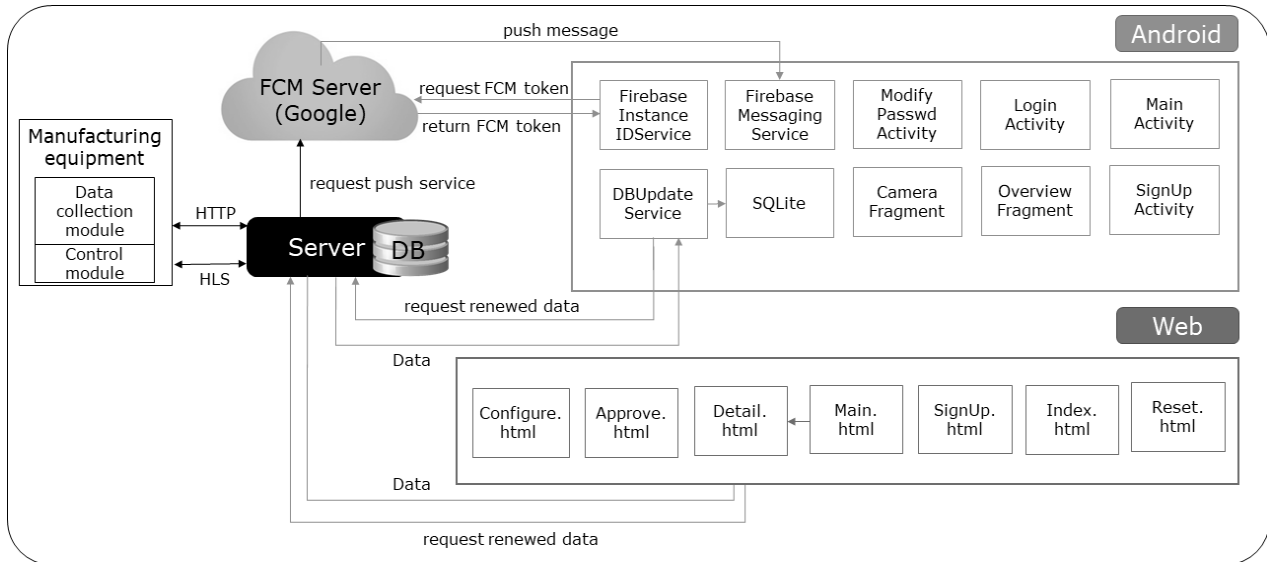 push message
Android
FCM Server
(Google)
request FCM token
return FCM token
Firebase
Instance
IDService
Firebase
Messaging
Service
Modify
Passwd
Activity
Login
Activity
Main
Activity
Manufacturing
equipment
Data
collection
module
Control
module
HTTP
HLS
request push service
Server
DB
DBUpdate
Service
SQLite
Camera
Fragment
Overview
Fragment
SignUp
Activity
request renewed data
Data
Web
Configure.
html
Approve.
html
Detail.
html
Main.
html
SignUp.
html
Index.
html
Reset.
html
Data
request renewed data